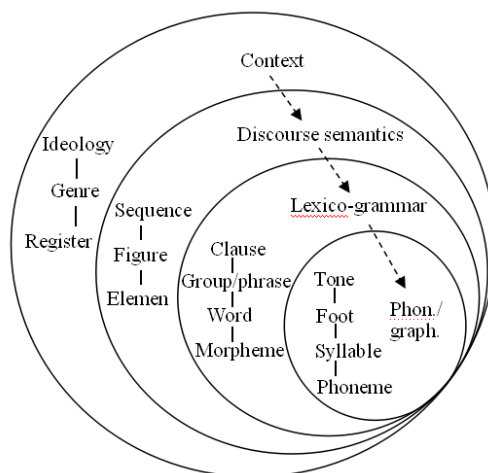 Context
Discourse semantics
Lexico-grammar
Phon./
graph.
Ideology
Genre
Register
Sequence
Figure
Elemen
Clause
Group/phrase
Word
Morpheme
Tone
Foot
Syllable
Phoneme